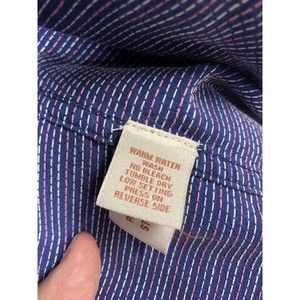 WARM WATER
WASH
NO BLEACH
TUMBLE DRY
LOW SETTING
PRESS ON
REVERSE SIDE